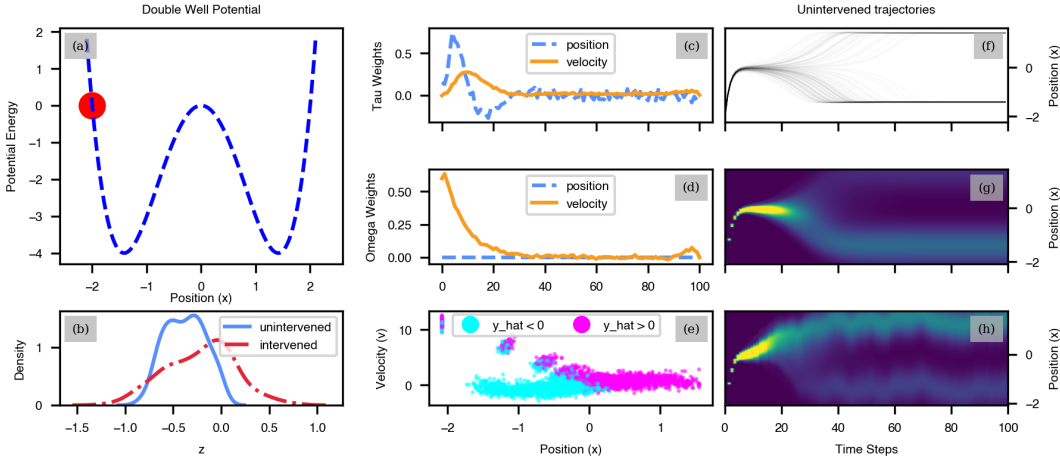 Double Well Potential
(a)
2
1
0
−1
−2
−3
−4
Potential Energy
−2
−1
0
1
2
Position (x)
(b)
unintervened
intervened
1
0
Density
−1.5
−1.0
−0.5
0.0
0.5
1.0
z
(c)
position
velocity
0.5
0.0
Tau Weights
(d)
position
velocity
0.50
0.25
0.00
Omega Weights
0
20
40
60
80
100
(e)
y_hat < 0
y_hat > 0
10
5
0
Velocity (v)
−2
−1
0
1
Position (x)
Unintervened trajectories
(f)
0
−2
Position (x)
(g)
0
−2
Position (x)
(h)
0
−2
Position (x)
0
20
40
60
80
100
Time Steps